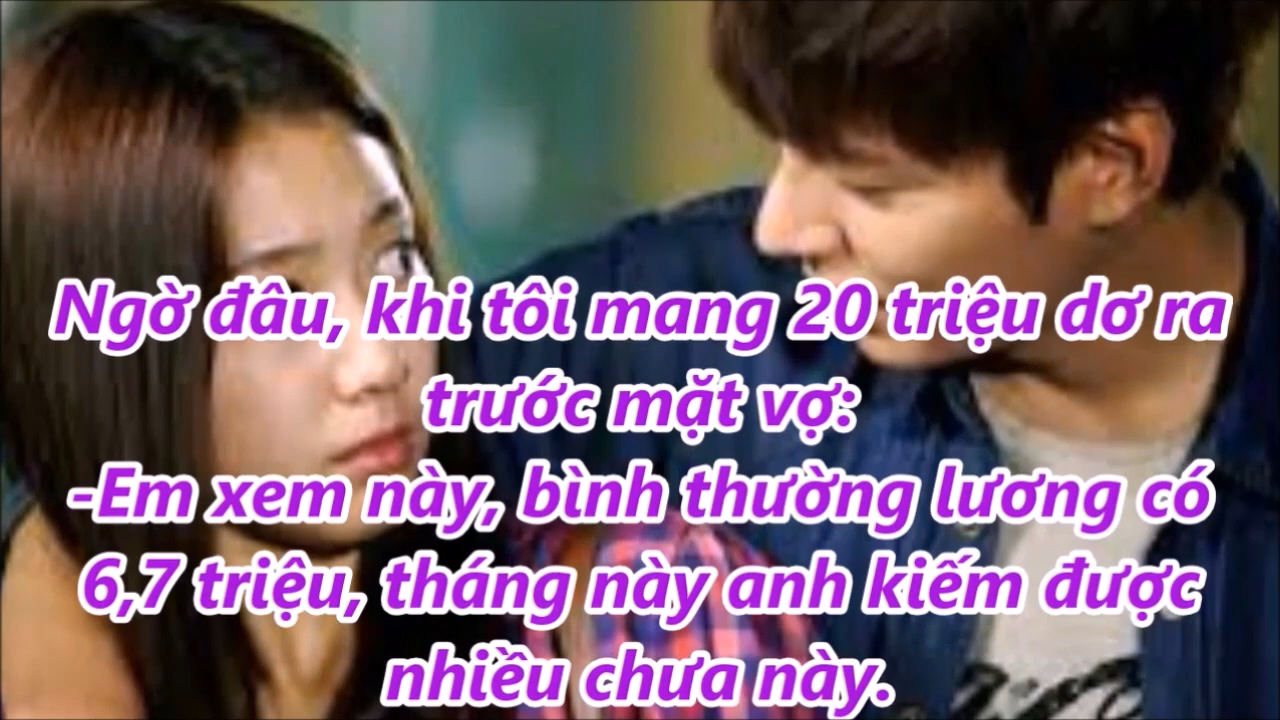 Ngờ đâu, khi tôi mang 20 triệu dơ ra
trước mặt vợ:
-Em xem này, bình thường lương có
6,7 triệu, tháng này anh kiếm được
nhiều chưa này.